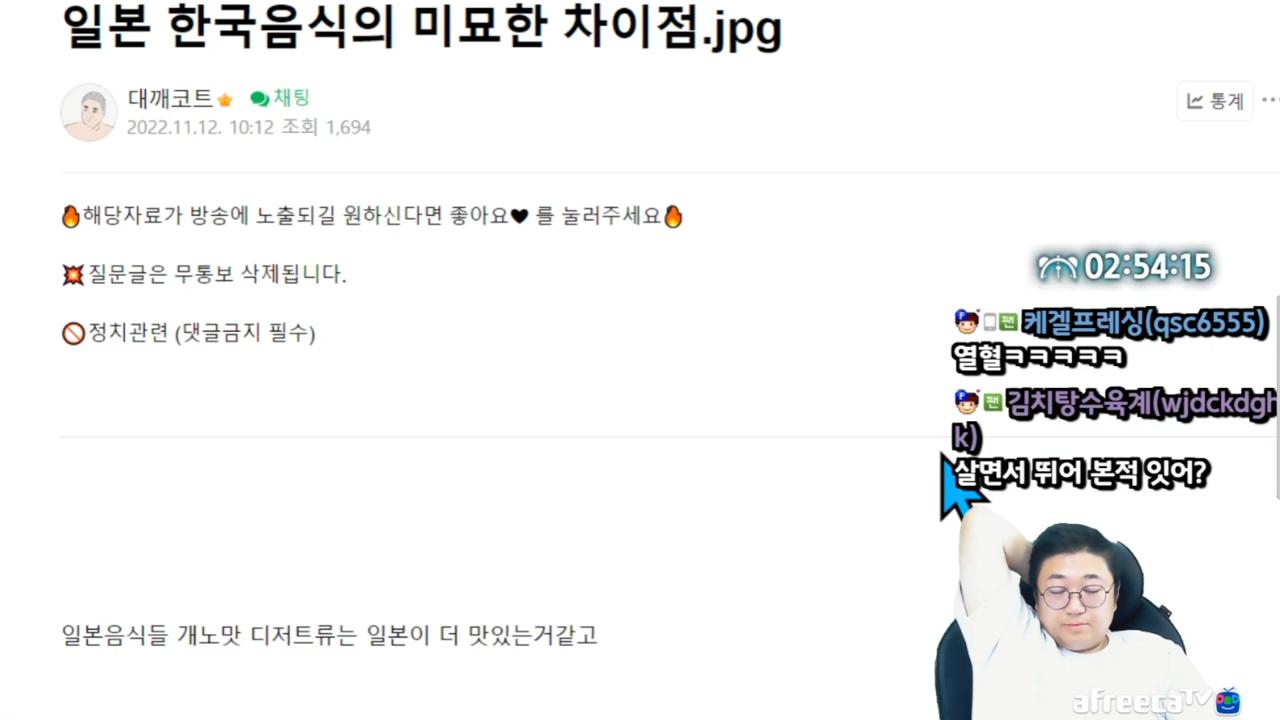 일본 한국음식의 미묘한 차이점.jpg
대깨코트 채팅
2022.11.12. 10:12 조회 1,694
통계
해당자료가 방송에 노출되길 원하신다면 좋아요🖤 를 눌러주세요
질문글은 무통보 삭제됩니다.
정치관련 (댓글금지 필수)
02:54:15
팬 케겔프레싱(qsc6555)
열혈ㅋㅋㅋㅋㅋ
팬 김치탕수육계(wjdckdgh
k)
살면서 뛰어 본적 잇어?
일본음식들 개노맛 디저트류는 일본이 더 맛있는거같고
afreecaTV